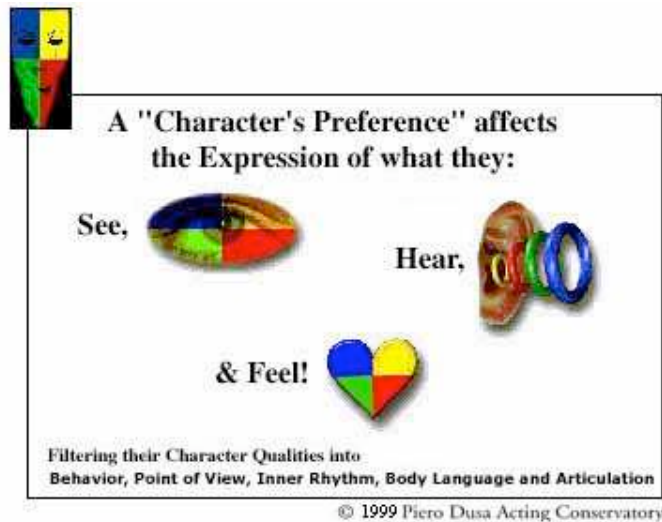 A "Character's Preference" affects
the Expression of what they:
See,
Hear,
& Feel!
Filtering their Character Qualities into
Behavior, Point of View, Inner Rhythm, Body Language and Articulation
© 1999 Piero Dusa Acting Conservatory